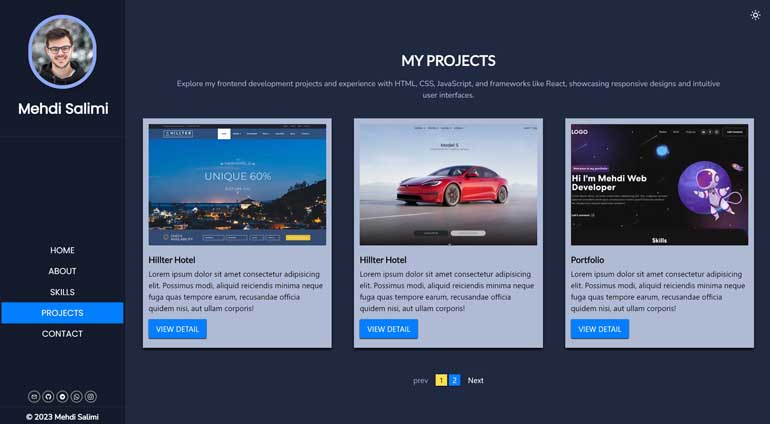 Mehdi Salimi
HOME
ABOUT
SKILLS
PROJECTS
CONTACT
© 2023 Mehdi Salimi
MY PROJECTS
Explore my frontend development projects and experience with HTML, CSS, JavaScript, and frameworks like React, showcasing responsive designs and intuitive
user interfaces.
HILLTER
UNIQUE 60%
Hillter Hotel
Lorem ipsum dolor sit amet consectetur adipisicing
elit. Possimus modi, aliquid reiciendis minima neque
fuga quas tempore earum, recusandae officia
quidem nisi, aut ullam corporis!
VIEW DETAIL
Model S
Hillter Hotel
Lorem ipsum dolor sit amet consectetur adipisicing
elit. Possimus modi, aliquid reiciendis minima neque
fuga quas tempore earum, recusandae officia
quidem nisi, aut ullam corporis!
VIEW DETAIL
LOGO
Hi I'm Mehdi Web
Developer
Skills
Portfolio
Lorem ipsum dolor sit amet consectetur adipisicing
elit. Possimus modi, aliquid reiciendis minima neque
fuga quas tempore earum, recusandae officia
quidem nisi, aut ullam corporis!
VIEW DETAIL
prev 1 2 Next